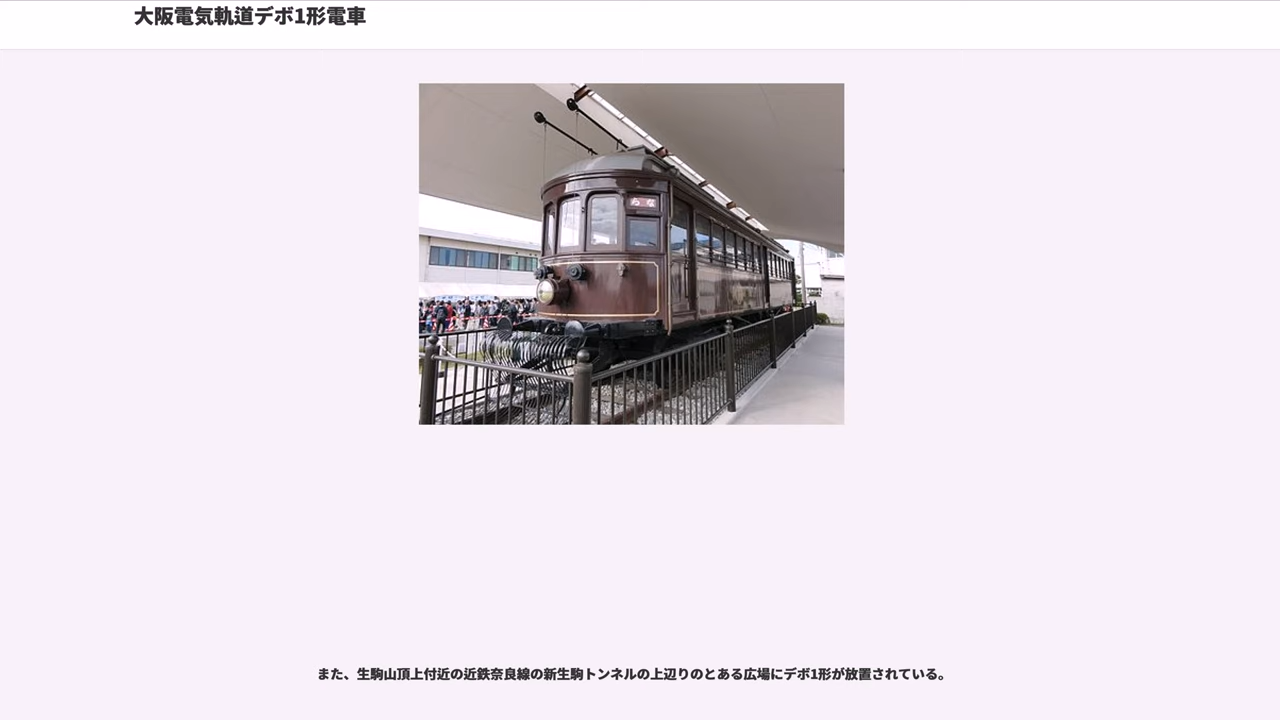 大阪電気軌道デボ1形電車
らな
また、生駒山頂上付近の近鉄奈良線の新生駒トンネルの上辺りのとある広場にデボ1形が放置されている。